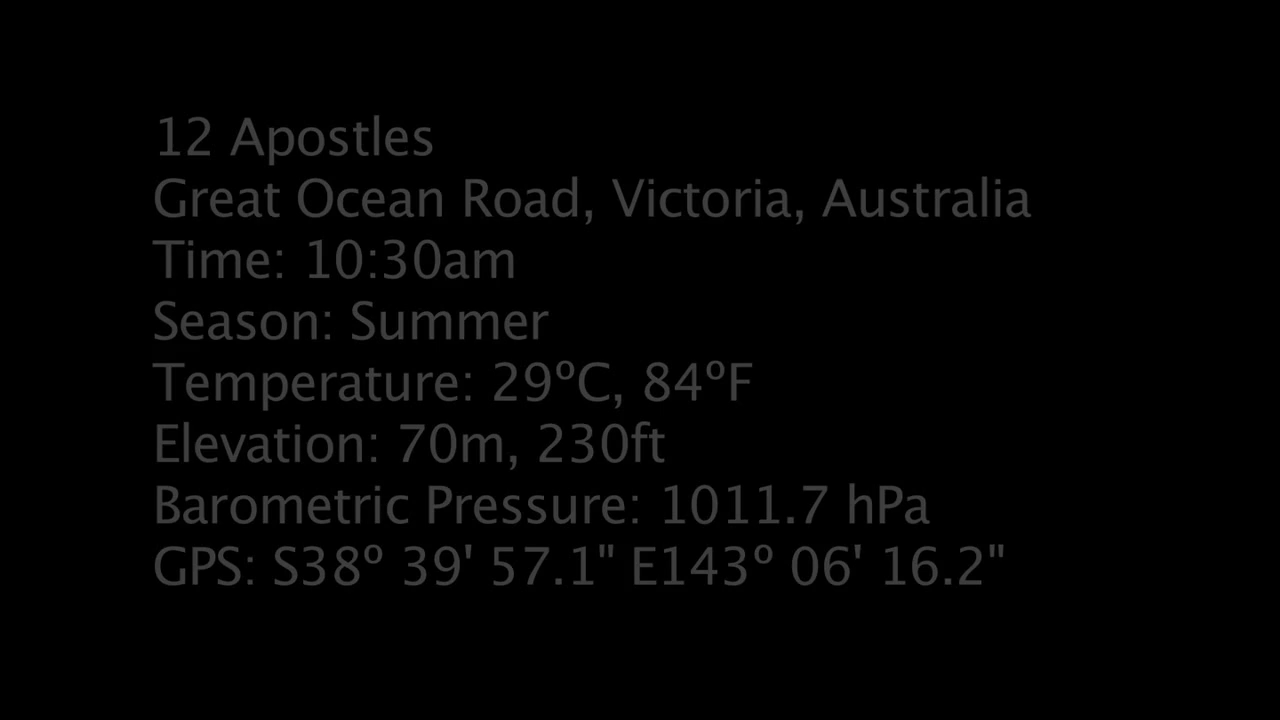 12 Apostles
Great Ocean Road, Victoria, Australia
Time: 10:30am
Season: Summer
Temperature: 29ºC, 84ºF
Elevation: 70m, 230ft
Barometric Pressure: 1011.7 hPa
GPS: S38º 39' 57.1" E143º 06' 16.2"